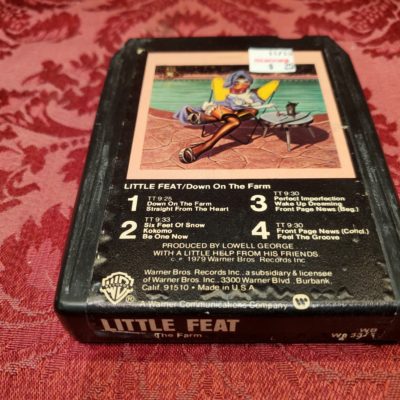 LITTLE FEAT/Down On The Farm
1 TT 9:25
Down On The Farm
Straight From The Heart
2 TT 9:33
Six Feet Of Snow
Kokomo
Be One Now
3 TT 9:30
Perfect Imperfection
Wake Up Dreaming
Front Page News (Beg.)
4 TT 9:30
Front Page News (Cohcl.)
Feel The Groove
PRODUCED BY LOWELL GEORGE
WITH A LITTLE HELP FROM HIS FRIENDS.
1979 Warner Bros. Records Inc.
Warner Bros. Records Inc., a subsidiary & licensee
of Warner Bros. Inc., 3300 Warner Blvd., Burbank,
Calif. 91510 • Made in U.S.A.
A Warner Communications Company
LITTLE FEAT
The Farm
WB